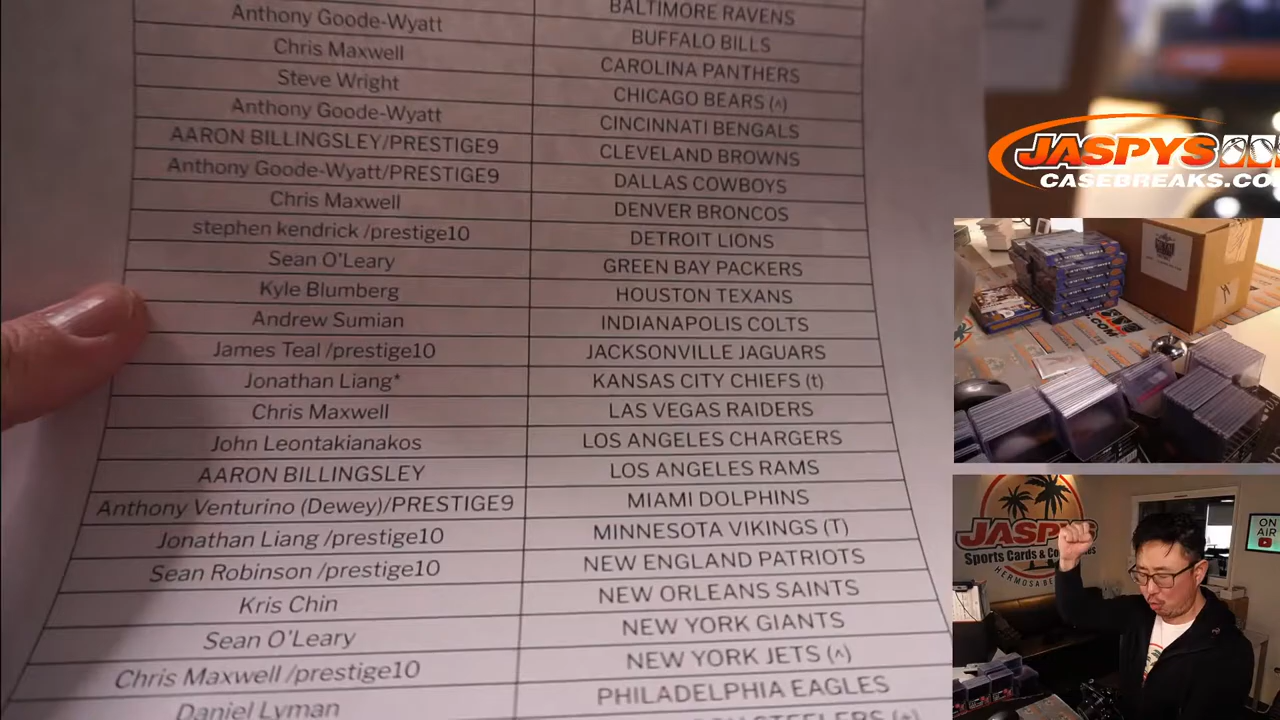 BALTIMORE RAVENS
Anthony Goode-Wyatt BUFFALO BILLS
Chris Maxwell CAROLINA PANTHERS
Steve Wright CHICAGO BEARS (^)
Anthony Goode-Wyatt CINCINNATI BENGALS
AARON BILLINGSLEY/PRESTIGE9 CLEVELAND BROWNS
Anthony Goode-Wyatt/PRESTIGE9 DALLAS COWBOYS
Chris Maxwell DENVER BRONCOS
stephen kendrick /prestige10 DETROIT LIONS
Sean O'Leary GREEN BAY PACKERS
Kyle Blumberg HOUSTON TEXANS
Andrew Sumian INDIANAPOLIS COLTS
James Teal /prestige10 JACKSONVILLE JAGUARS
Jonathan Liang* KANSAS CITY CHIEFS (t)
Chris Maxwell LAS VEGAS RAIDERS
John Leontakianakos LOS ANGELES CHARGERS
AARON BILLINGSLEY LOS ANGELES RAMS
Anthony Venturino (Dewey)/PRESTIGE9 MIAMI DOLPHINS
Jonathan Liang /prestige10 MINNESOTA VIKINGS (T)
Sean Robinson /prestige10 NEW ENGLAND PATRIOTS
Kris Chin NEW ORLEANS SAINTS
Sean O'Leary NEW YORK GIANTS
Chris Maxwell /prestige10 NEW YORK JETS (^)
Daniel Lyman PHILADELPHIA EAGLES
STEELERS
JASPYS
CASEBREAKS.CO
.COM
JASPYS
Sports Cards &
HERMOSA BE
ON
AIR